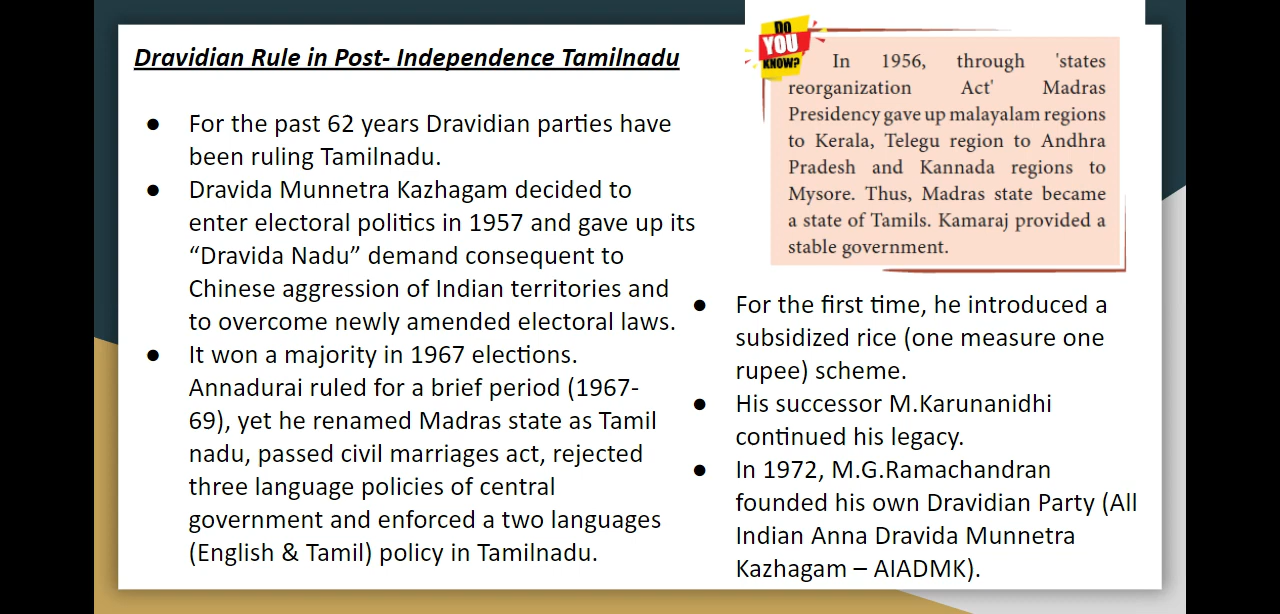 Dravidian Rule in Post- Independence Tamilnadu
● For the past 62 years Dravidian parties have
been ruling Tamilnadu.
● Dravida Munnetra Kazhagam decided to
enter electoral politics in 1957 and gave up its
“Dravida Nadu” demand consequent to
Chinese aggression of Indian territories and
to overcome newly amended electoral laws.
● It won a majority in 1967 elections.
Annadurai ruled for a brief period (1967-
69), yet he renamed Madras state as Tamil
nadu, passed civil marriages act, rejected
three language policies of central
government and enforced a two languages
(English & Tamil) policy in Tamilnadu.
DO
YOU
KNOW?
In 1956, through 'states
reorganization Act' Madras
Presidency gave up malayalam regions
to Kerala, Telegu region to Andhra
Pradesh and Kannada regions to
Mysore. Thus, Madras state became
a state of Tamils. Kamaraj provided a
stable government.
● For the first time, he introduced a
subsidized rice (one measure one
rupee) scheme.
● His successor M.Karunanidhi
continued his legacy.
● In 1972, M.G.Ramachandran
founded his own Dravidian Party (All
Indian Anna Dravida Munnetra
Kazhagam – AIADMK).